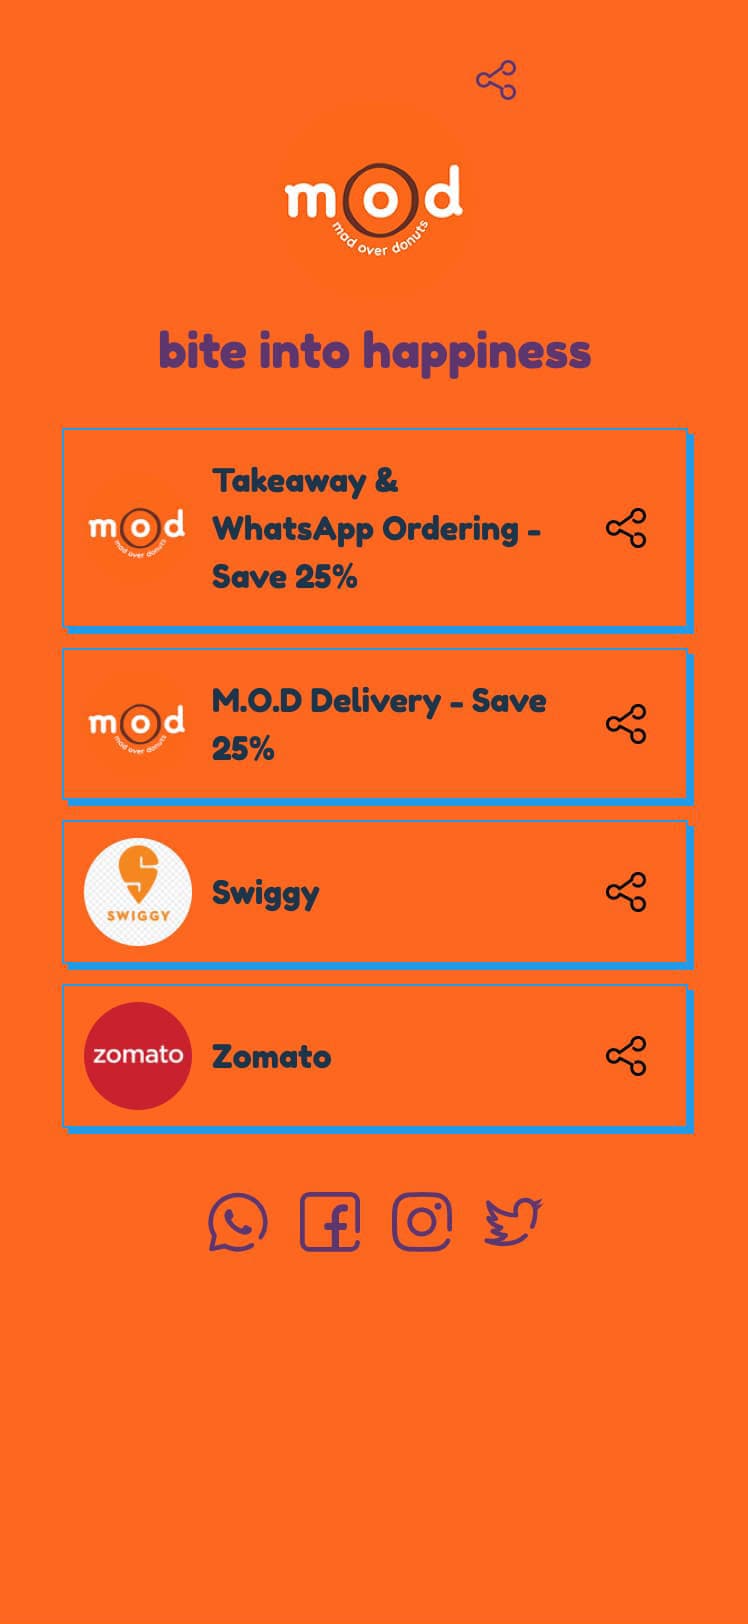 mod
mad over donuts
bite into happiness
mod
mad over donuts
Takeaway &
WhatsApp Ordering -
Save 25%
mod
mad over donuts
M.O.D Delivery - Save
25%
SWIGGY
Swiggy
zomato
Zomato